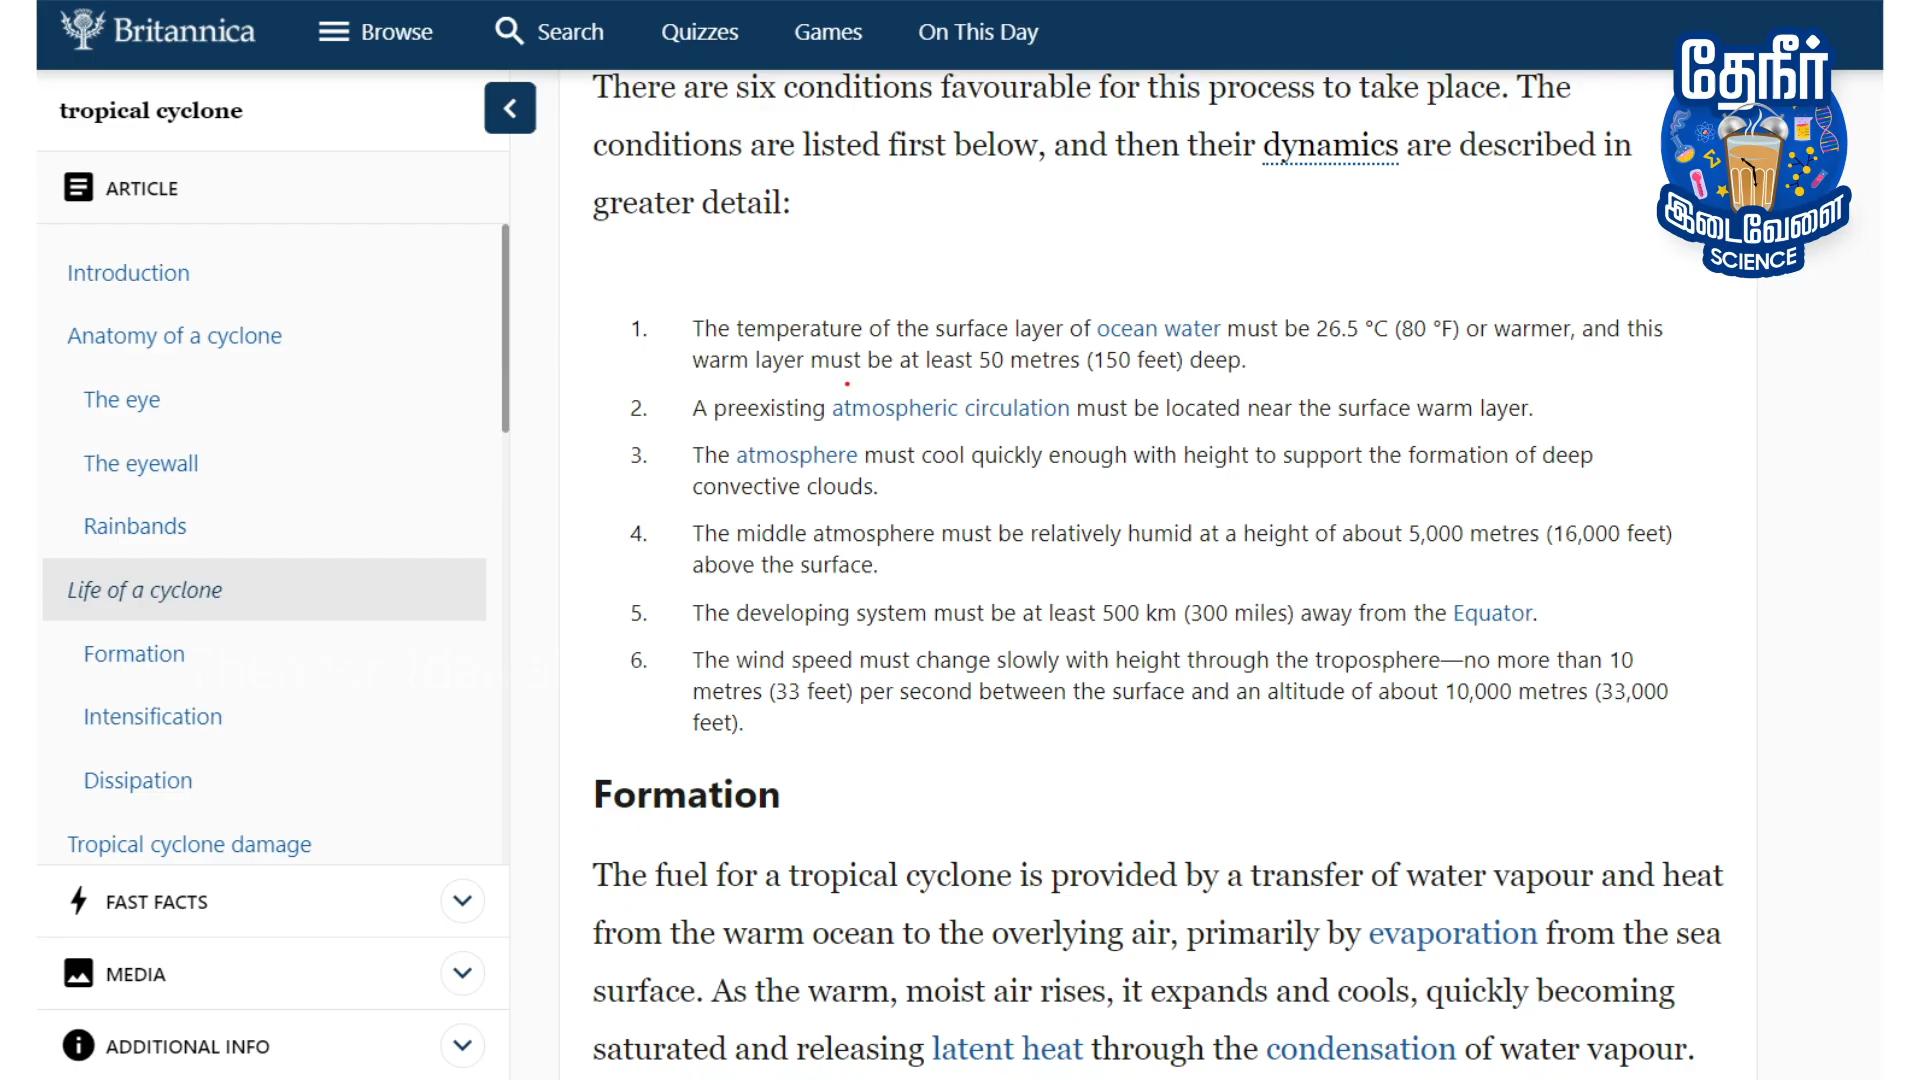 Britannica
Browse
Search
Quizzes
Games
On This Day
தேநீர்
இடைவேளை
SCIENCE
tropical cyclone
ARTICLE
Introduction
Anatomy of a cyclone
The eye
The eyewall
Rainbands
Life of a cyclone
Formation
Intensification
Dissipation
Tropical cyclone damage
FAST FACTS
MEDIA
ADDITIONAL INFO
There are six conditions favourable for this process to take place. The
conditions are listed first below, and then their dynamics are described in
greater detail:
1. The temperature of the surface layer of ocean water must be 26.5 °C (80 °F) or warmer, and this
warm layer must be at least 50 metres (150 feet) deep.
2. A preexisting atmospheric circulation must be located near the surface warm layer.
3. The atmosphere must cool quickly enough with height to support the formation of deep
convective clouds.
4. The middle atmosphere must be relatively humid at a height of about 5,000 metres (16,000 feet)
above the surface.
5. The developing system must be at least 500 km (300 miles) away from the Equator.
6. The wind speed must change slowly with height through the troposphere—no more than 10
metres (33 feet) per second between the surface and an altitude of about 10,000 metres (33,000
feet).
Formation
The fuel for a tropical cyclone is provided by a transfer of water vapour and heat
from the warm ocean to the overlying air, primarily by evaporation from the sea
surface. As the warm, moist air rises, it expands and cools, quickly becoming
saturated and releasing latent heat through the condensation of water vapour.